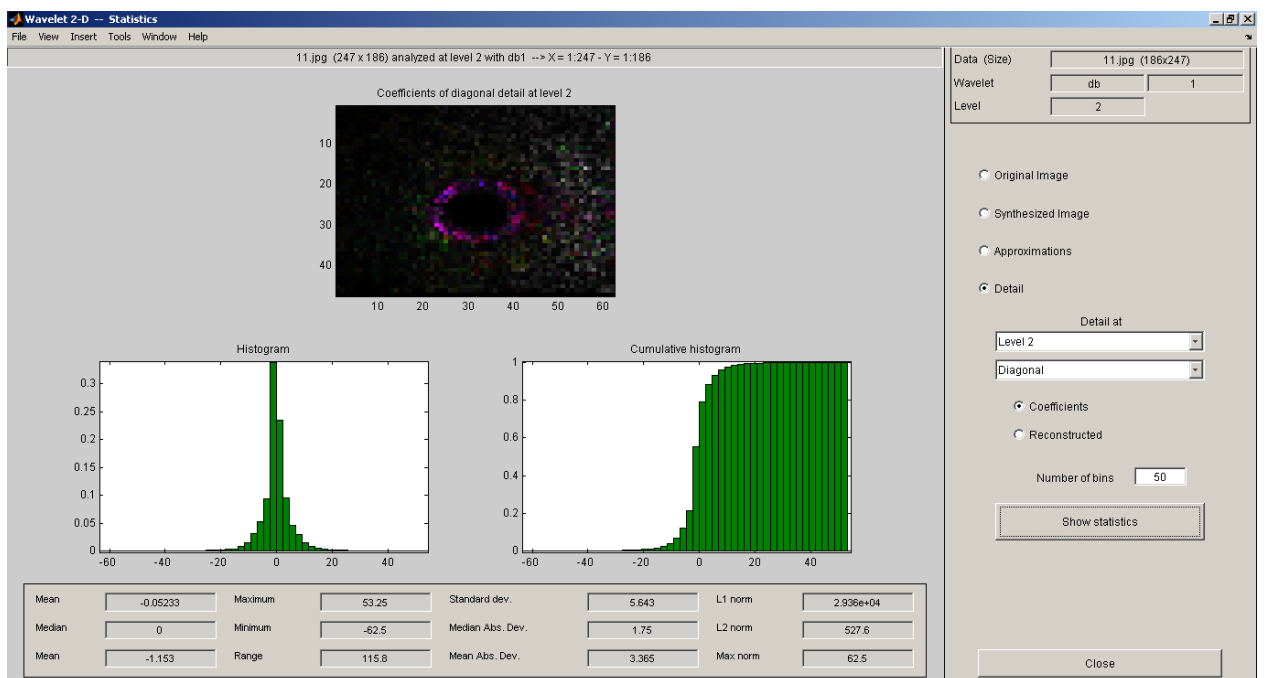 Wavelet 2-D -- Statistics
File View Insert Tools Window Help
11.jpg (247 x 186) analyzed at level 2 with db1 --> X = 1:247 - Y = 1:186
Data (Size) 11.jpg (186x247)
Wavelet db 1
Level 2
Coefficients of diagonal detail at level 2
10
20
30
40
10 20 30 40 50 60
Original Image
Synthesized Image
Approximations
Detail
Detail at
Level 2
Diagonal
Coefficients
Reconstructed
Number of bins 50
Show statistics
Histogram
0.3
0.25
0.2
0.15
0.1
0.05
0
-60 -40 -20 0 20 40
Cumulative histogram
1
0.8
0.6
0.4
0.2
0
-60 -40 -20 0 20 40
Mean -0.05233 Maximum 53.25 Standard dev. 5.643 L1 norm 2.936e+04
Median 0 Minimum -62.5 Median Abs. Dev. 1.75 L2 norm 527.6
Mean -1.153 Range 115.8 Mean Abs. Dev. 3.365 Max norm 62.5
Close